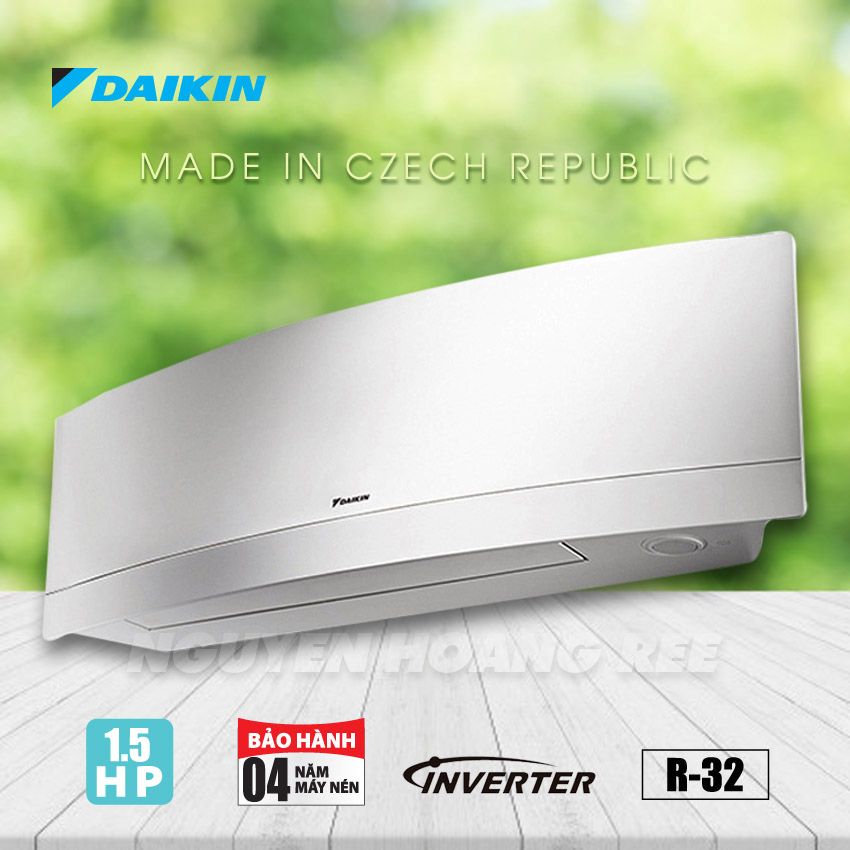 DAIKIN
MADE IN CZECH REPUBLIC
DAIKIN
NGUYEN HOANG REE
1.5
HP
BẢO HÀNH
04 NĂM
MÁY NÉN
INVERTER
R-32